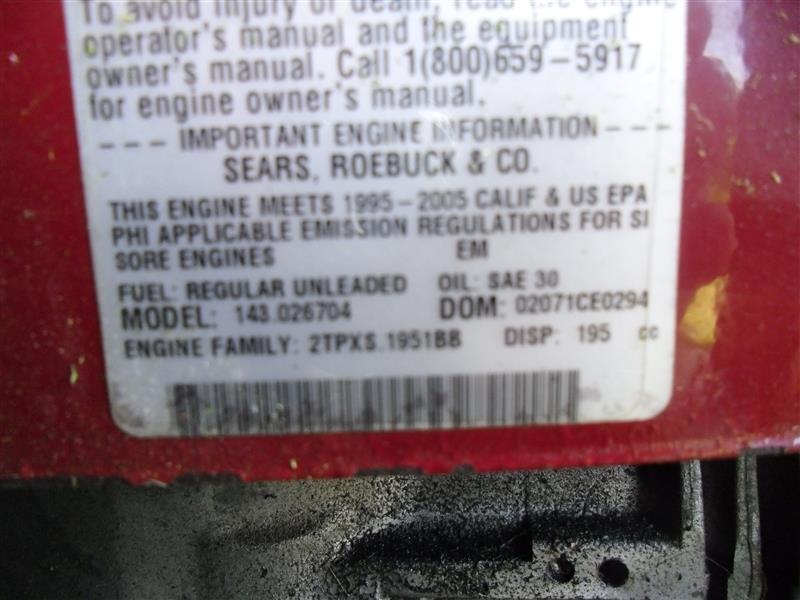 To avoid injury or death, read the engine
operator's manual and the equipment
owner's manual. Call 1(800)659-5917
for engine owner's manual.
--- IMPORTANT ENGINE INFORMATION ---
SEARS, ROEBUCK & CO.
THIS ENGINE MEETS 1995-2005 CALIF & US EPA
PHI APPLICABLE EMISSION REGULATIONS FOR SI
SORE ENGINES EM
FUEL: REGULAR UNLEADED OIL: SAE 30
MODEL: 143.026704 DOM: 02071CE0294
ENGINE FAMILY: 2TPXS.1951BB DISP: 195 cc